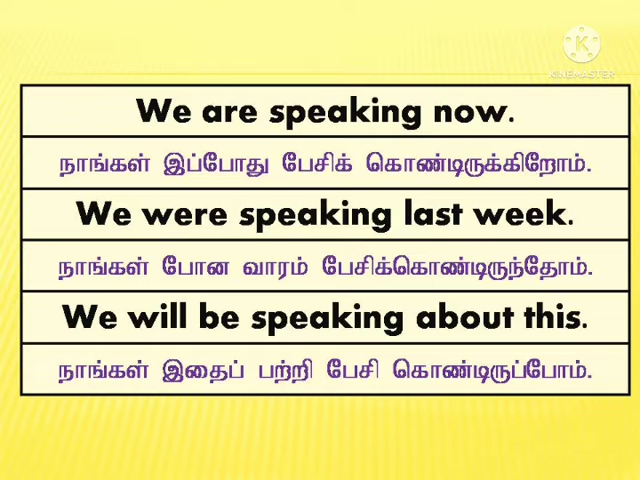 K
KINEMASTER
We are speaking now.
நாங்கள் இப்போது பேசிக் கொண்டிருக்கிறோம்.
We were speaking last week.
நாங்கள் போன வாரம் பேசிக்கொண்டிருந்தோம்.
We will be speaking about this.
நாங்கள் இதைப் பற்றி பேசி கொண்டிருப்போம்.